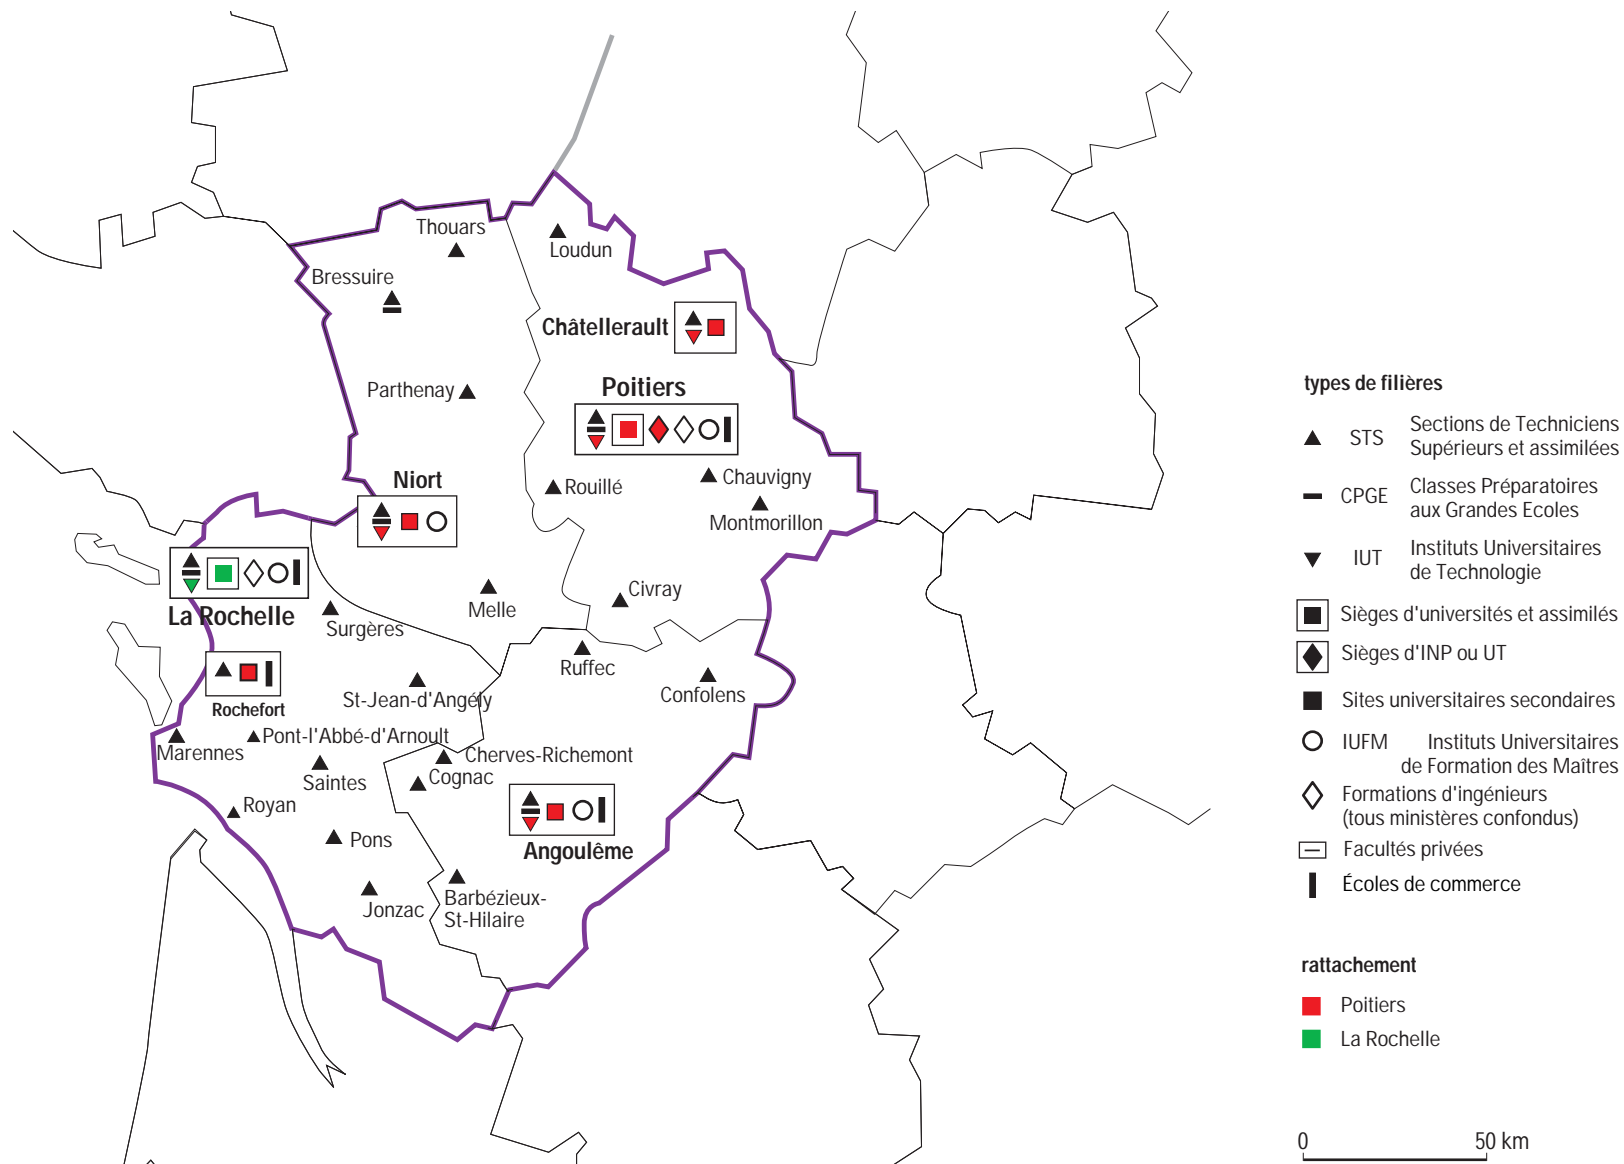 Thouars
Loudun
Bressuire
Châtellerault
Parthenay
Poitiers
Niort
Rouillé
Chauvigny
Montmorillon
La Rochelle
Surgères
Melle
Civray
Ruffec
Confolens
Rochefort
St-Jean-d'Angély
Marennes
Pont-l'Abbé-d'Arnoult
Saintes
Cherves-Richemont
Cognac
Royan
Pons
Angoulême
Jonzac
Barbézieux-
St-Hilaire
types de filières
STS Sections de Techniciens
Supérieurs et assimilées
CPGE Classes Préparatoires
aux Grandes Ecoles
IUT Instituts Universitaires
de Technologie
Sièges d'universités et assimilés
Sièges d'INP ou UT
Sites universitaires secondaires
IUFM Instituts Universitaires
de Formation des Maîtres
Formations d'ingénieurs
(tous ministères confondus)
Facultés privées
Écoles de commerce
rattachement
Poitiers
La Rochelle
0 50 km